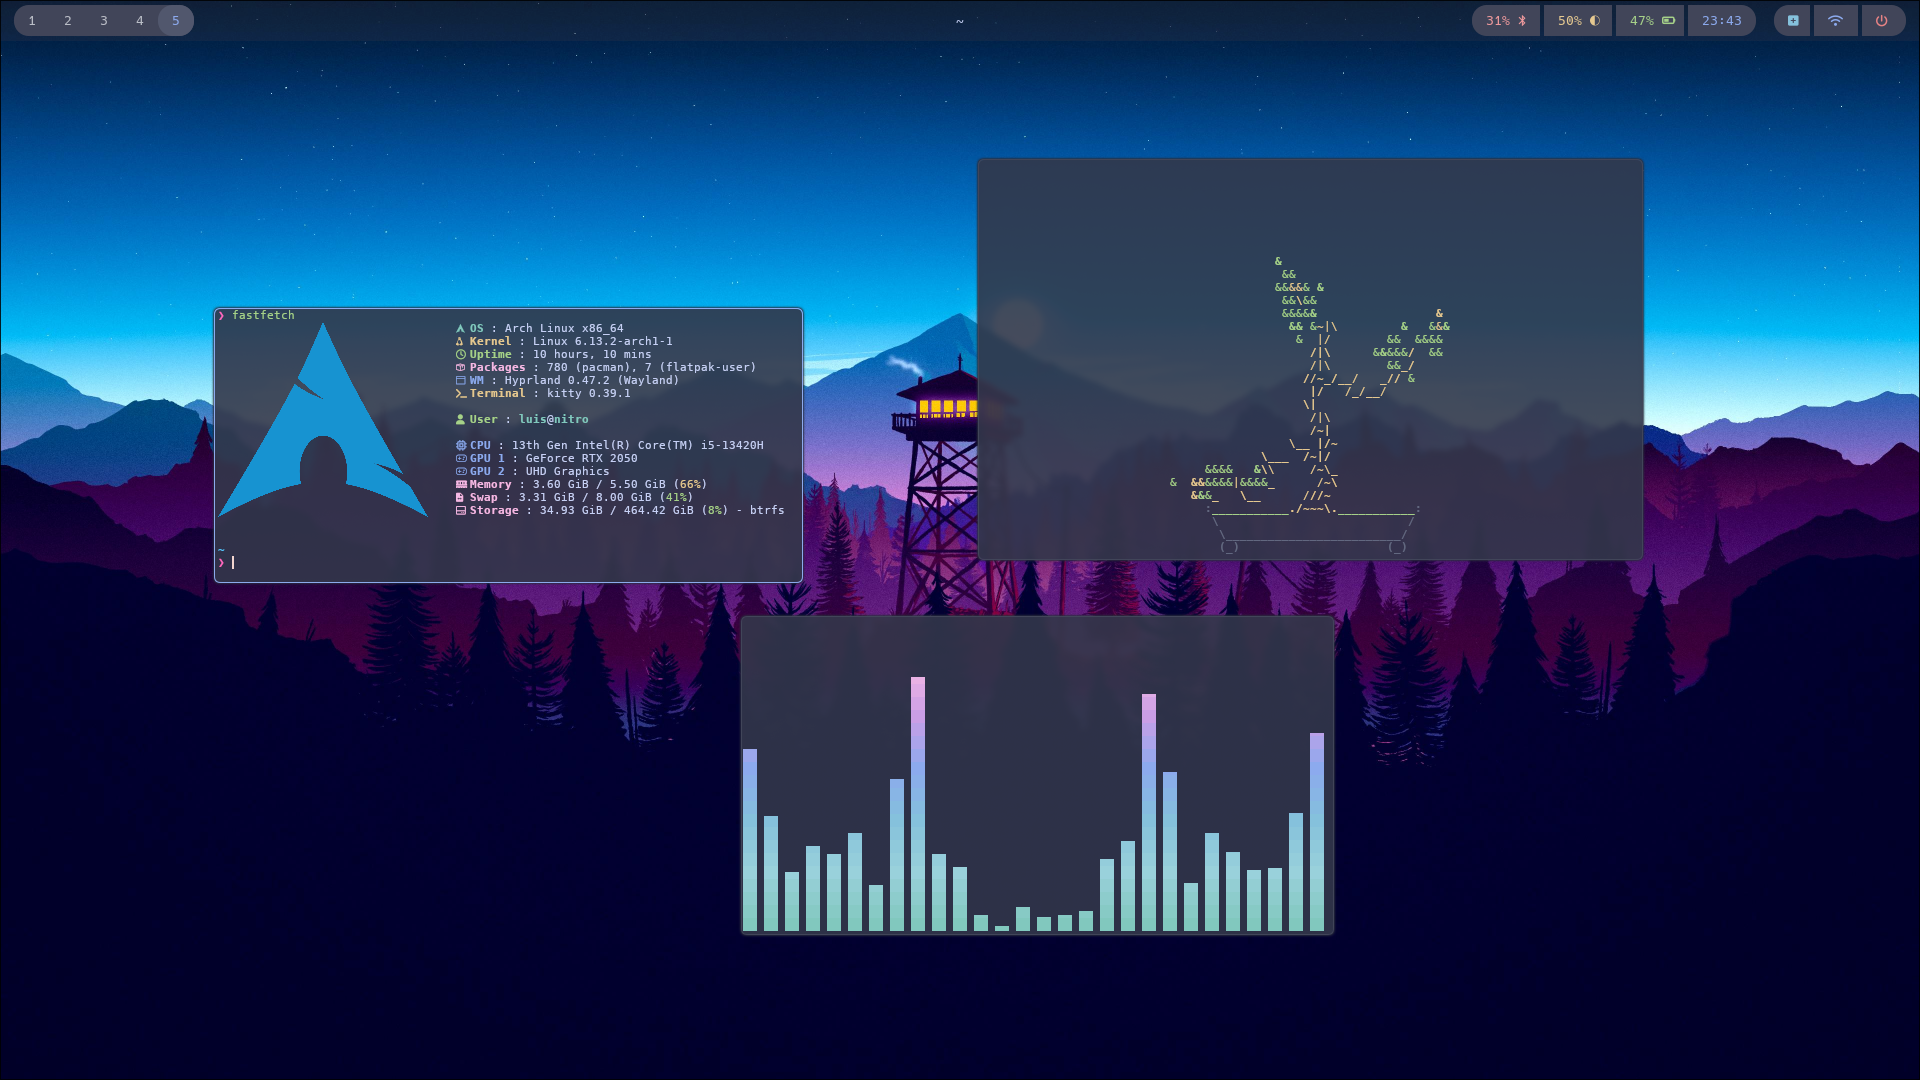 1 2 3 4 5
~
31% 50% 47% 23:43
❯ fastfetch
OS : Arch Linux x86_64
Kernel : Linux 6.13.2-arch1-1
Uptime : 10 hours, 10 mins
Packages : 780 (pacman), 7 (flatpak-user)
WM : Hyprland 0.47.2 (Wayland)
Terminal : kitty 0.39.1
User : luis@nitro
CPU : 13th Gen Intel(R) Core(TM) i5-13420H
GPU 1 : GeForce RTX 2050
GPU 2 : UHD Graphics
Memory : 3.60 GiB / 5.50 GiB (66%)
Swap : 3.31 GiB / 8.00 GiB (41%)
Storage : 34.93 GiB / 464.42 GiB (8%) - btrfs
~
❯